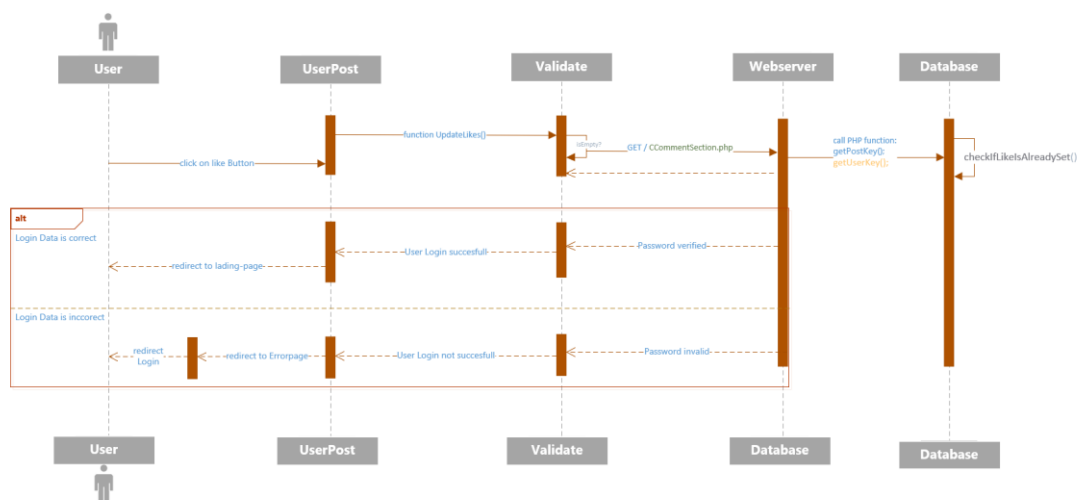 User
UserPost
Validate
Webserver
Database
function UpdateLikes()
isEmpty?
click on like Button
GET / CCommentSection.php
call PHP function:
getPostKey():
getUserKey();
checkIfLikeIsAlreadySet()
alt
Login Data is correct
Password verified
User Login succesfull
redirect to lading-page
Login Data is inccorect
Password invalid
User Login not succesfull
redirect to Errorpage
redirect
Login
User
UserPost
Validate
Database
Database